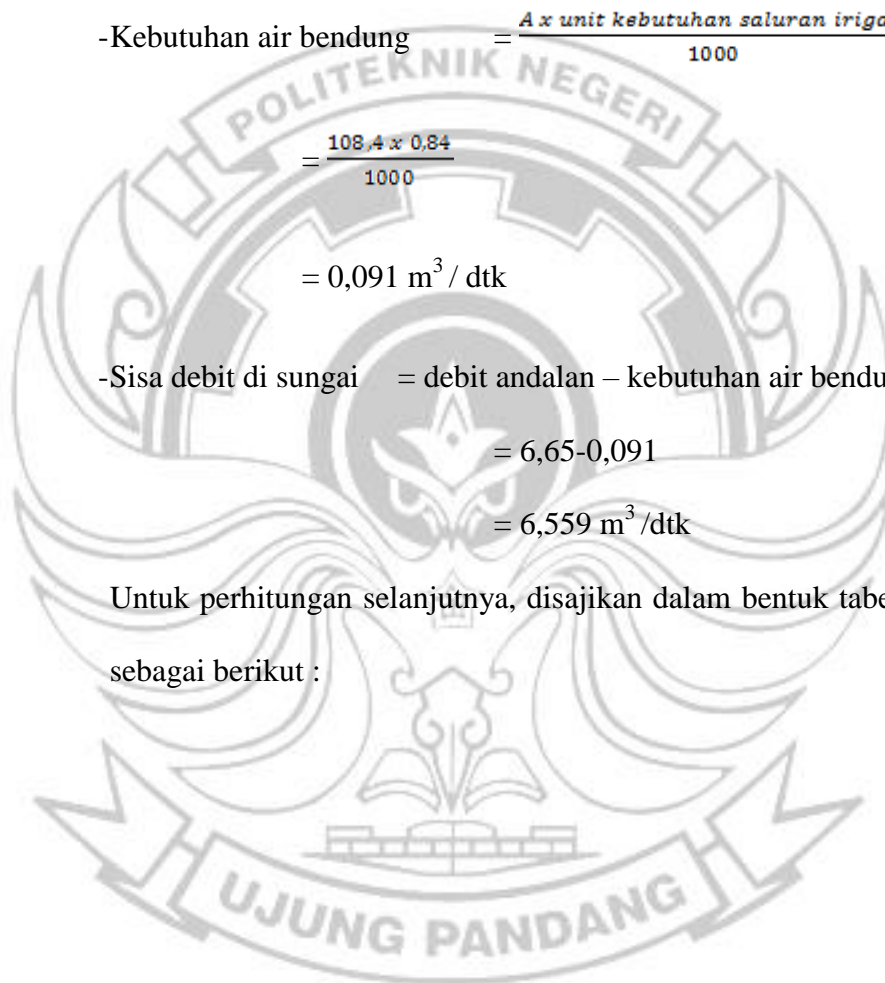 -Kebutuhan air bendung = A x unit kebutuhan saluran iriga
1000
= 108,4 x 0,84
1000
= 0,091 m³ / dtk
-Sisa debit di sungai = debit andalan – kebutuhan air bendu
= 6,65-0,091
= 6,559 m³ /dtk
Untuk perhitungan selanjutnya, disajikan dalam bentuk tabe
sebagai berikut :
POLITEKNIK NEGERI
UJUNG PANDANG